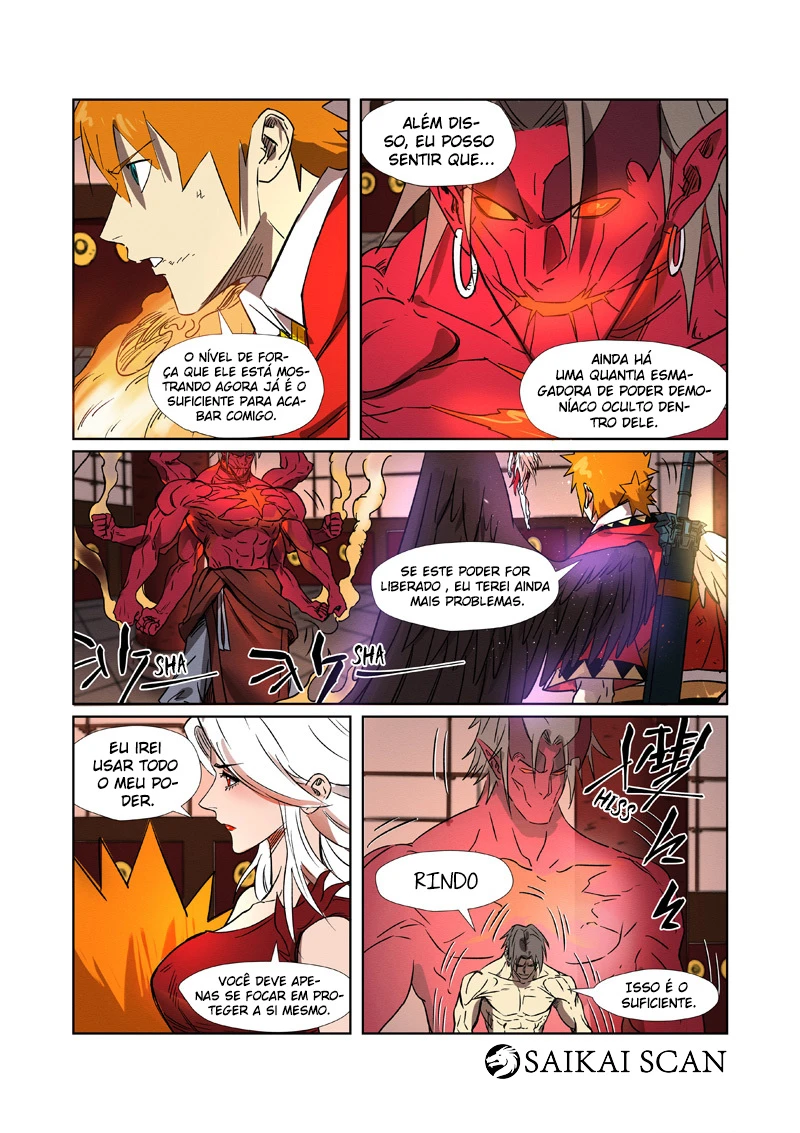 O NÍVEL DE FOR-
ÇA QUE ELE ESTÁ MOS-
TRANDO AGORA JÁ É O
SUFICIENTE PARA ACA-
BAR COMIGO.
ALÉM DIS-
SO, EU POSSO
SENTIR QUE...
AINDA HÁ
UMA QUANTIA ESMA-
GADORA DE PODER DEMO-
NÍACO OCULTO DEN-
TRO DELE.
SE ESTE PODER FOR
LIBERADO , EU TEREI AINDA
MAIS PROBLEMAS.
SHA
SHA
EU IREI
USAR TODO
O MEU PO-
DER.
VOCÊ DEVE APE-
NAS SE FOCAR EM PRO-
TEGER A SI MESMO.
HISS
RINDO
ISSO É O
SUFICIENTE.
SAIKAI SCAN